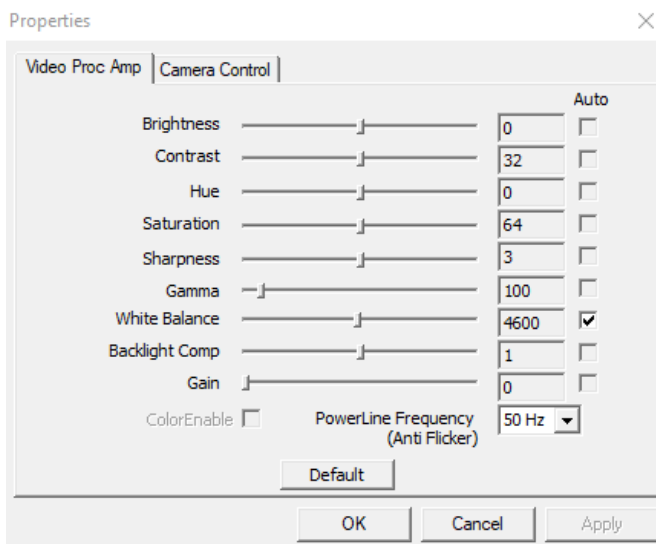 Properties
Video Proc Amp Camera Control
Auto
Brightness 0
Contrast 32
Hue 0
Saturation 64
Sharpness 3
Gamma 100
White Balance 4600
Backlight Comp 1
Gain 0
ColorEnable PowerLine Frequency 50 Hz
(Anti Flicker)
Default
OK Cancel Apply